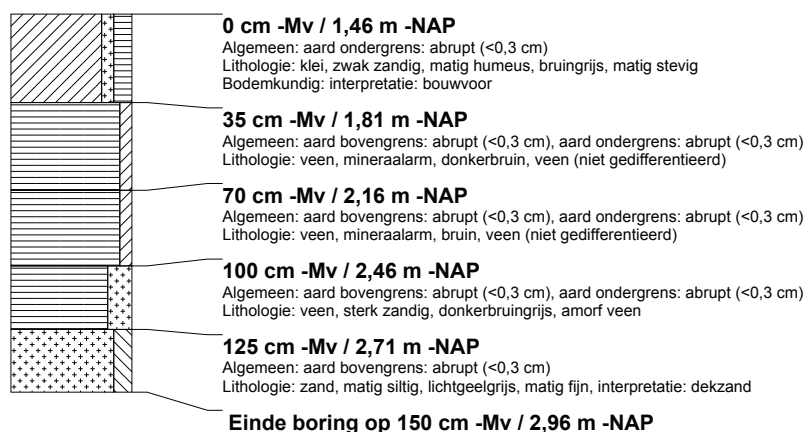 0 cm -Mv / 1,46 m -NAP
Algemeen: aard ondergrens: abrupt (<0,3 cm)
Lithologie: klei, zwak zandig, matig humeus, bruingrijs, matig stevig
Bodemkundig: interpretatie: bouwvoor
35 cm -Mv / 1,81 m -NAP
Algemeen: aard bovengrens: abrupt (<0,3 cm), aard ondergrens: abrupt (<0,3 cm)
Lithologie: veen, mineraalarm, donkerbruin, veen (niet gedifferentieerd)
70 cm -Mv / 2,16 m -NAP
Algemeen: aard bovengrens: abrupt (<0,3 cm), aard ondergrens: abrupt (<0,3 cm)
Lithologie: veen, mineraalarm, bruin, veen (niet gedifferentieerd)
100 cm -Mv / 2,46 m -NAP
Algemeen: aard bovengrens: abrupt (<0,3 cm), aard ondergrens: abrupt (<0,3 cm)
Lithologie: veen, sterk zandig, donkerbruingrijs, amorf veen
125 cm -Mv / 2,71 m -NAP
Algemeen: aard bovengrens: abrupt (<0,3 cm)
Lithologie: zand, matig siltig, lichtgeelgrijs, matig fijn, interpretatie: dekzand
Einde boring op 150 cm -Mv / 2,96 m -NAP